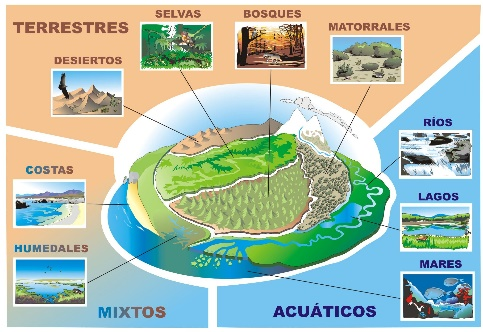 TERRESTRES
SELVAS
BOSQUES
MATORRALES
DESIERTOS
RÍOS
COSTAS
LAGOS
HUMEDALES
MARES
MIXTOS
ACUÁTICOS